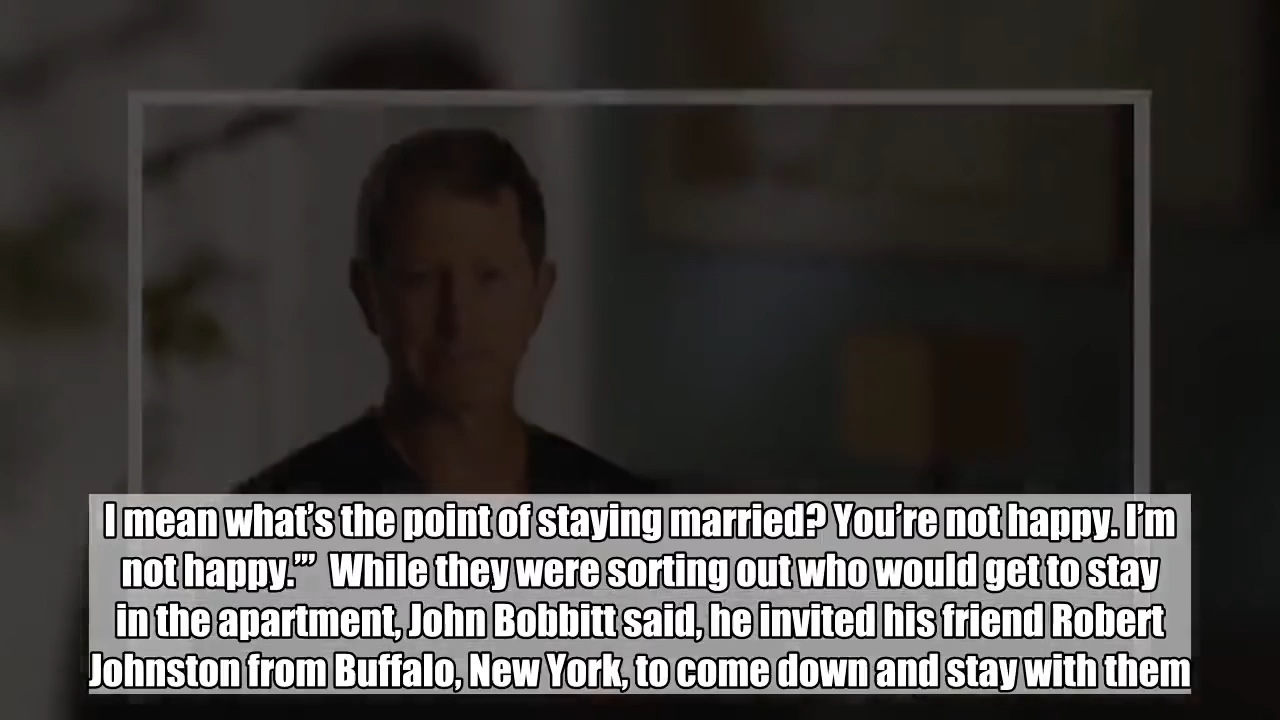 I mean what's the point of staying married? You're not happy. I'm
not happy.'”  While they were sorting out who would get to stay
in the apartment, John Bobbitt said, he invited his friend Robert
Johnston from Buffalo, New York, to come down and stay with them